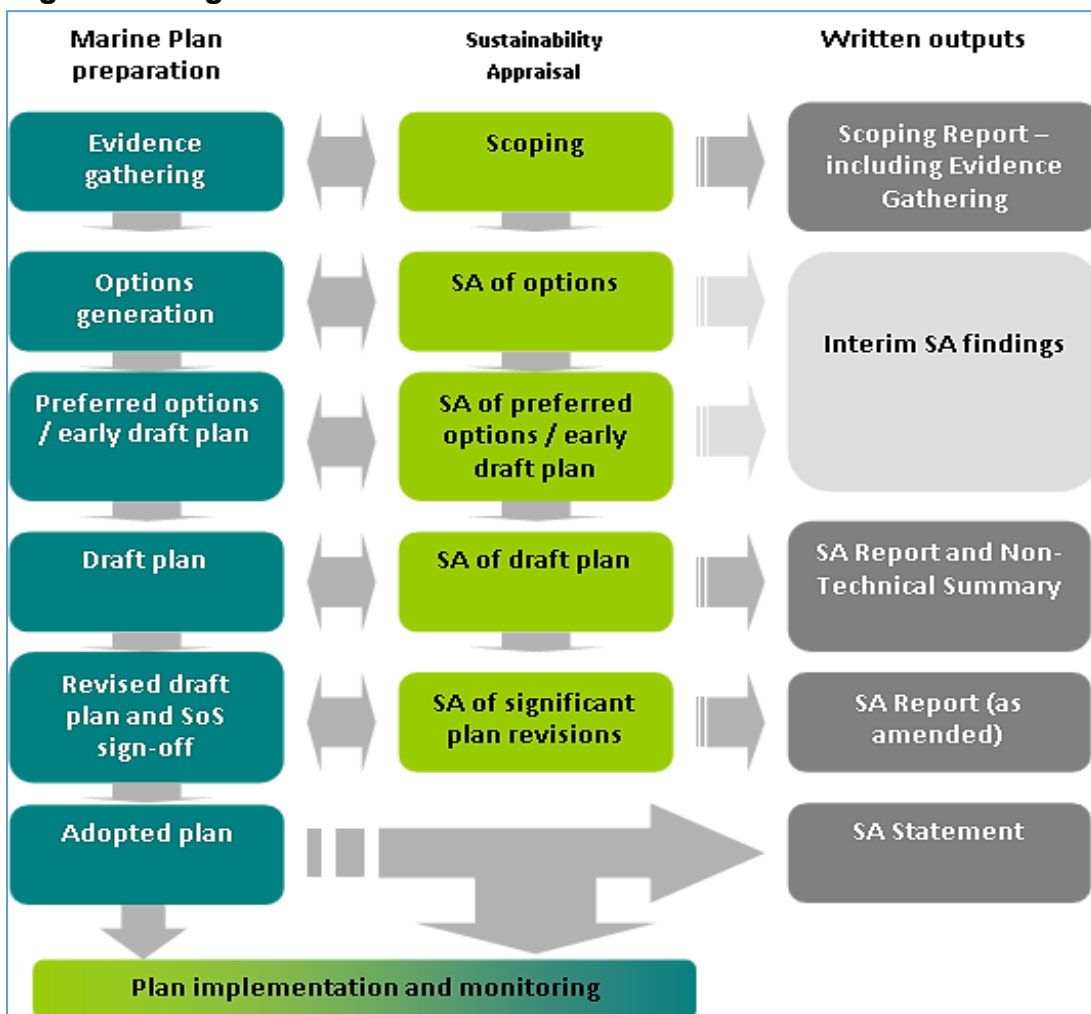 Marine Plan
preparation
Sustainability
Appraisal
Written outputs
Evidence
gathering
Scoping
Scoping Report –
including Evidence
Gathering
Options
generation
SA of options
Interim SA findings
Preferred options
/ early draft plan
SA of preferred
options / early
draft plan
Draft plan
SA of draft plan
SA Report and Non-
Technical Summary
Revised draft
plan and SoS
sign-off
SA of significant
plan revisions
SA Report (as
amended)
Adopted plan
SA Statement
Plan implementation and monitoring